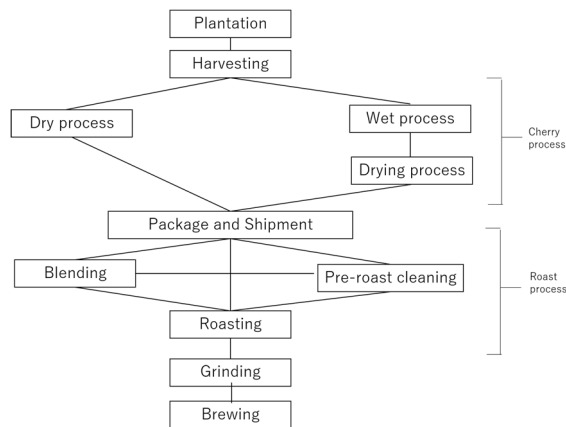 Plantation
Harvesting
Dry process
Wet process
Cherry
process
Drying process
Package and Shipment
Blending
Pre-roast cleaning
Roast
process
Roasting
Grinding
Brewing